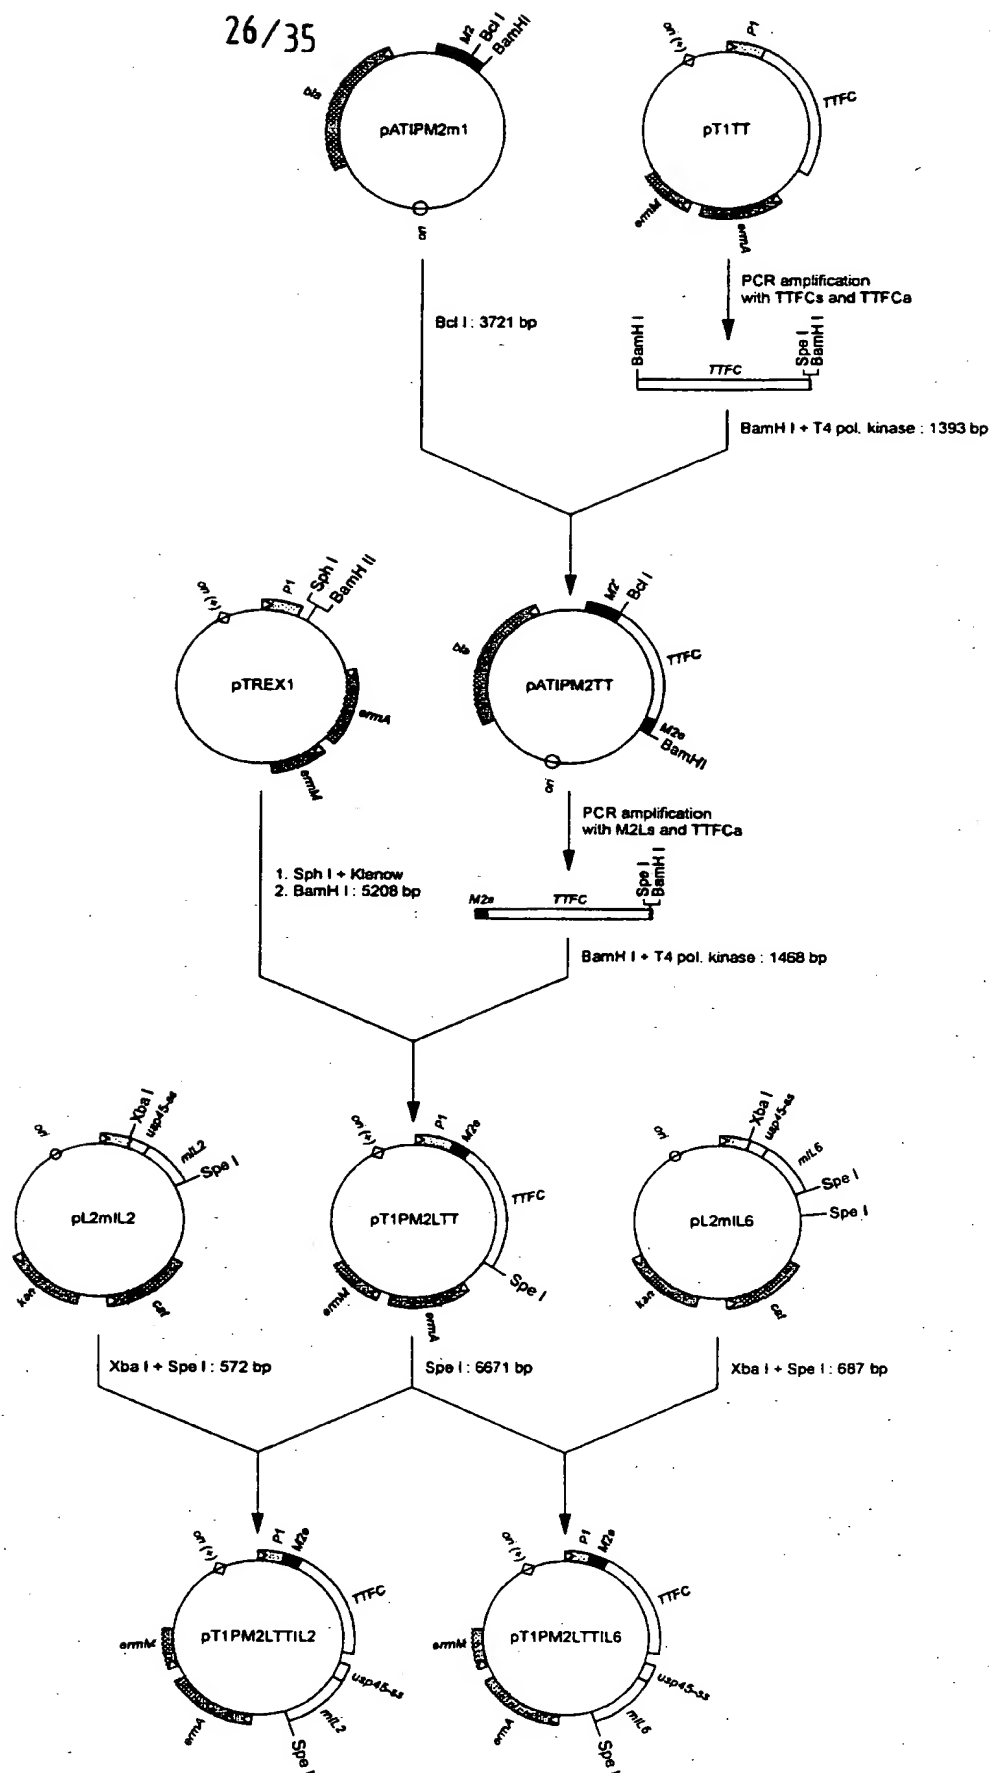 26/35
M2
Bcl I
BamHI
bla
pATIPM2m1
ori
ori (+)
P1
TTFC
pT1TT
ermM
ermA
PCR amplification
with TTFCs and TTFCa
Bcl I : 3721 bp
BamH I
TTFC
Spe I
BamH I
BamH I + T4 pol. kinase : 1393 bp
ori (+)
P1
Sph I
BamH II
pTREX1
ermA
ermM
bla
M2'
Bcl I
TTFC
pATIPM2TT
M2e
BamHI
ori
PCR amplification
with M2Ls and TTFCa
1. Sph I + Klenow
2. BamH I : 5208 bp
M2e
TTFC
Spe I
BamH I
BamH I + T4 pol. kinase : 1468 bp
ori
Xba I
usp45-ss
mIL2
Spe I
pL2mIL2
kan
cat
ori (+)
P1
M2e
TTFC
pT1PM2LTT
Spe I
ermM
ermA
ori
Xba I
usp45-ss
mIL6
Spe I
Spe I
pL2mIL6
kan
cat
Xba I + Spe I : 572 bp
Spe I : 6671 bp
Xba I + Spe I : 687 bp
ori (+)
P1
M2e
TTFC
pT1PM2LTTIL2
ermM
usp45-ss
ermA
mIL2
Spe I
ori (+)
P1
M2e
TTFC
pT1PM2LTTIL6
ermM
usp45-ss
ermA
mIL6
Spe I